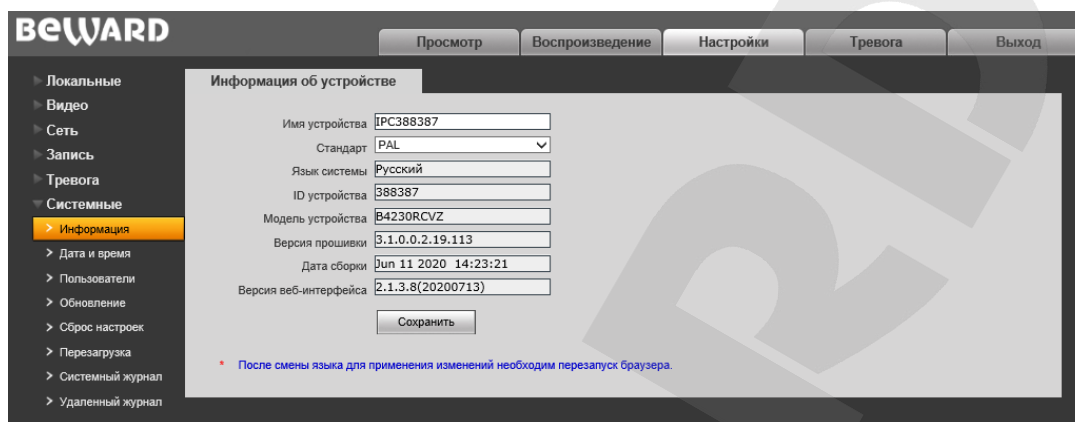 BEWARD
Просмотр Воспроизведение Настройки Тревога Выход
Локальные
Видео
Сеть
Запись
Тревога
Системные
Информация
Дата и время
Пользователи
Обновление
Сброс настроек
Перезагрузка
Системный журнал
Удаленный журнал
Информация об устройстве
Имя устройства IPC388387
Стандарт PAL
Язык системы Русский
ID устройства 388387
Модель устройства B4230RCVZ
Версия прошивки 3.1.0.0.2.19.113
Дата сборки Jun 11 2020 14:23:21
Версия веб-интерфейса 2.1.3.8(20200713)
Сохранить
* После смены языка для применения изменений необходим перезапуск браузера.